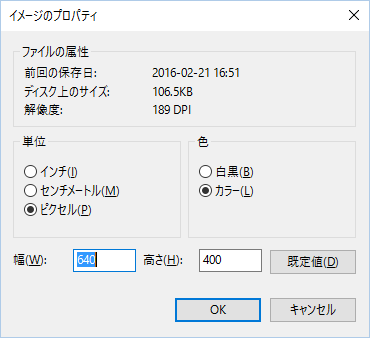 イメージのプロパティ
ファイルの属性
前回の保存日: 2016-02-21 16:51
ディスク上のサイズ: 106.5KB
解像度: 189 DPI
単位
インチ(I)
センチメートル(M)
ピクセル(P)
色
白黒(B)
カラー(L)
幅(W): 640 高さ(H): 400 既定値(D)
OK キャンセル